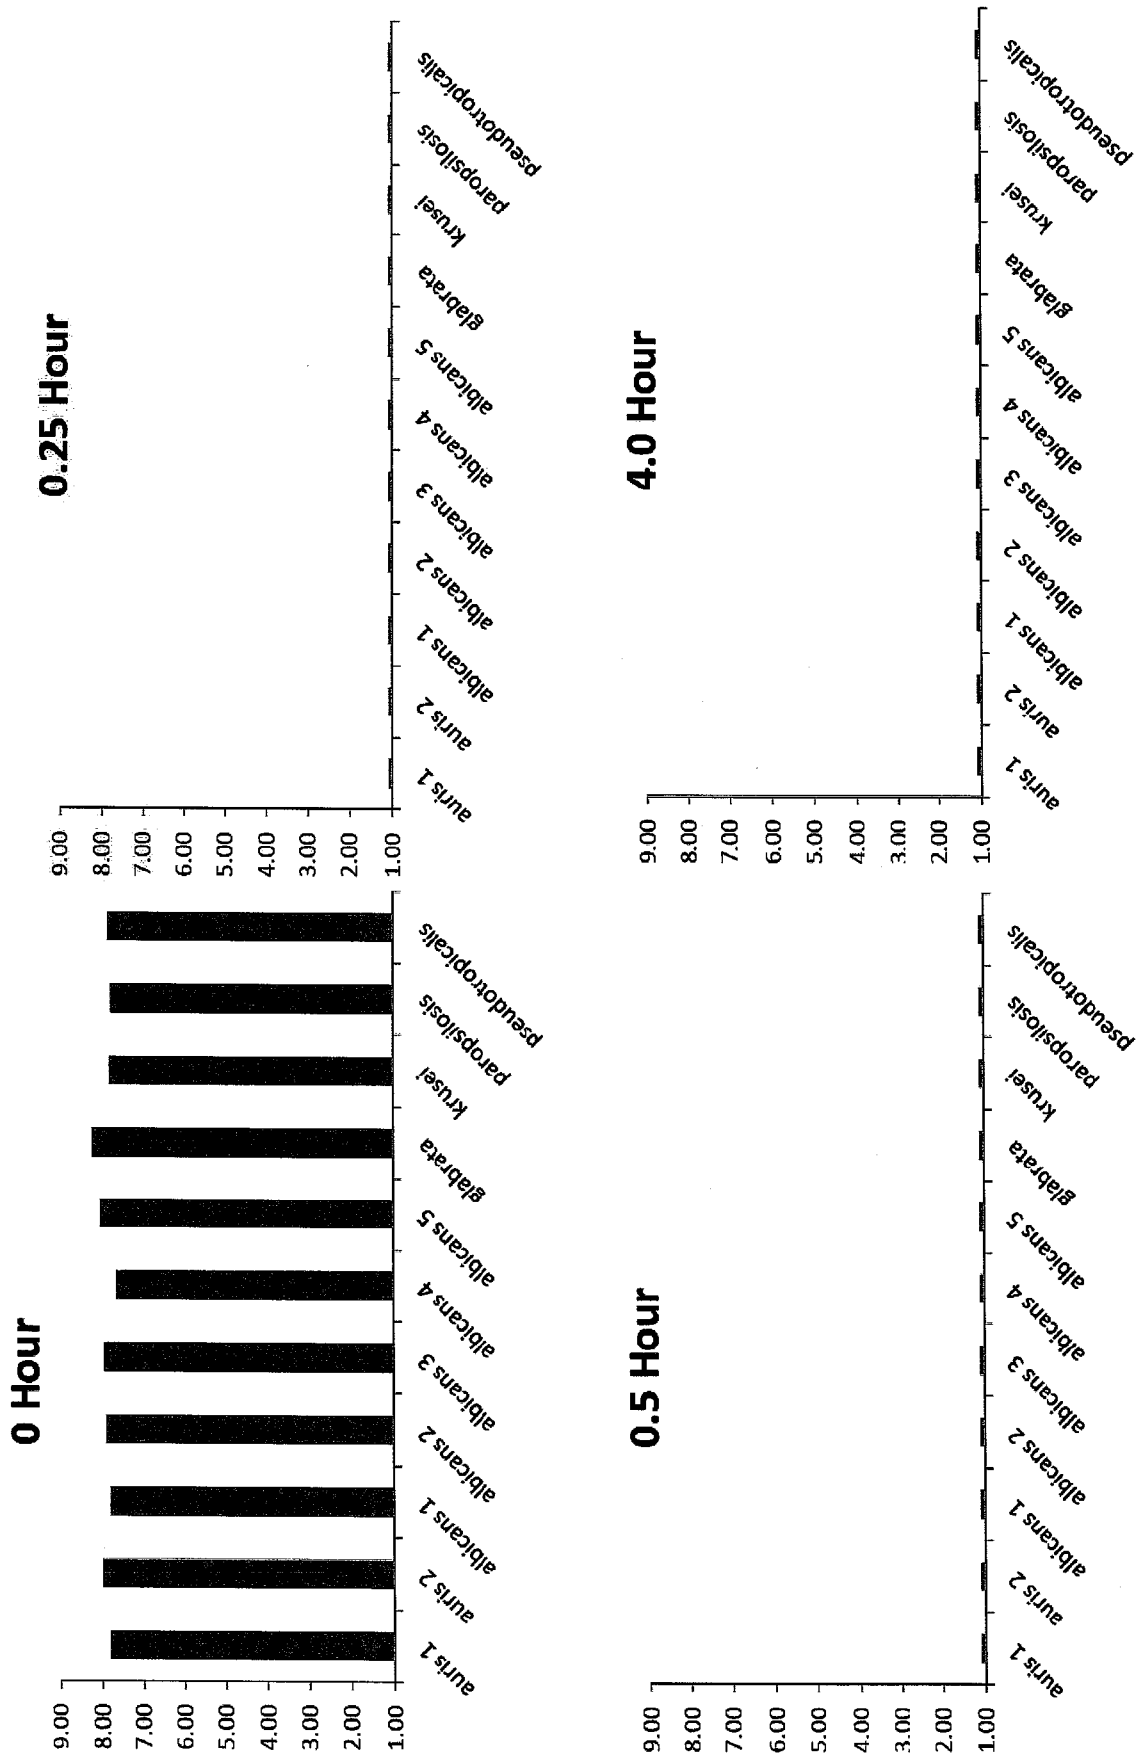 0 Hour
9.00
8.00
7.00
6.00
5.00
4.00
3.00
2.00
1.00
auris 1
auris 2
albicans 1
albicans 2
albicans 3
albicans 4
albicans 5
glabrata
krusei
paropsilosis
pseudotropicalis
0.25 Hour
9.00
8.00
7.00
6.00
5.00
4.00
3.00
2.00
1.00
auris 1
auris 2
albicans 1
albicans 2
albicans 3
albicans 4
albicans 5
glabrata
krusei
paropsilosis
pseudotropicalis
0.5 Hour
9.00
8.00
7.00
6.00
5.00
4.00
3.00
2.00
1.00
auris 1
auris 2
albicans 1
albicans 2
albicans 3
albicans 4
albicans 5
glabrata
krusei
paropsilosis
pseudotropicalis
4.0 Hour
9.00
8.00
7.00
6.00
5.00
4.00
3.00
2.00
1.00
auris 1
auris 2
albicans 1
albicans 2
albicans 3
albicans 4
albicans 5
glabrata
krusei
paropsilosis
pseudotropicalis